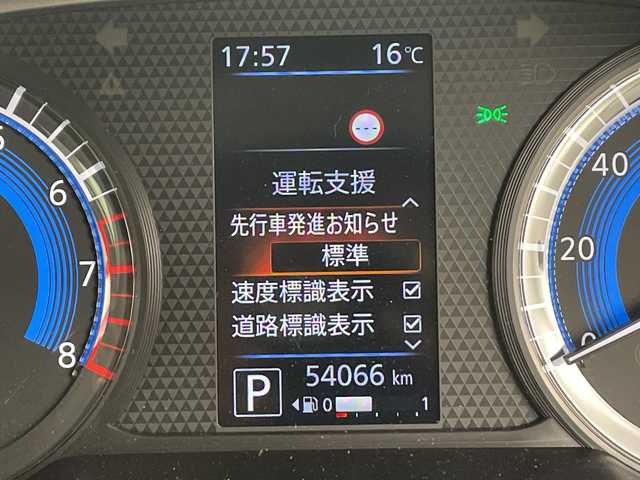 17:57 16℃
---
運転支援
先行車発進お知らせ
標準
速度標識表示
道路標識表示
P 54066 km
0 1
6
7
8
40
20
0